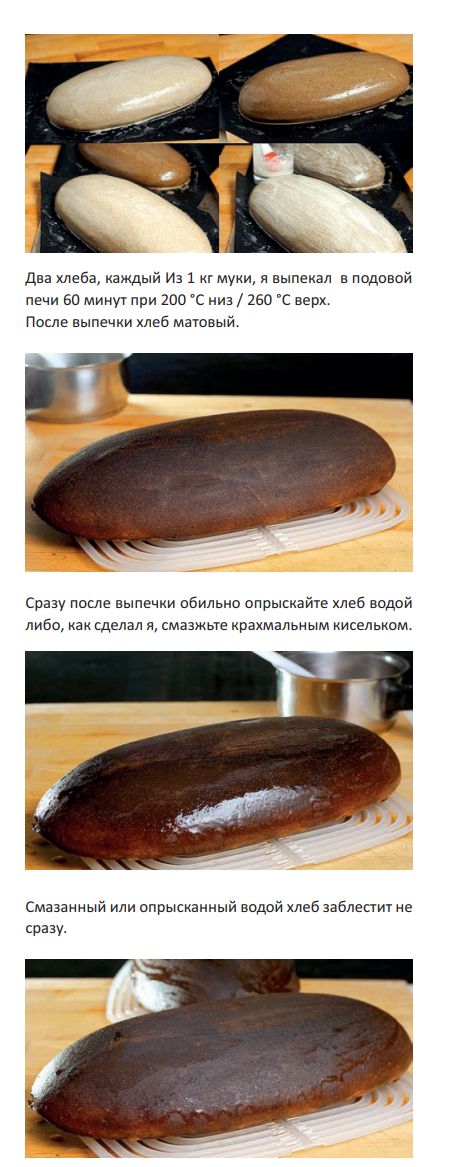 Два хлеба, каждый Из 1 кг муки, я выпекал в подовой
печи 60 минут при 200 °С низ / 260 °С верх.
После выпечки хлеб матовый.
Сразу после выпечки обильно опрыскайте хлеб водой
либо, как сделал я, смазьте крахмальным кисельком.
Смазанный или опрысканный водой хлеб заблестит не
сразу.